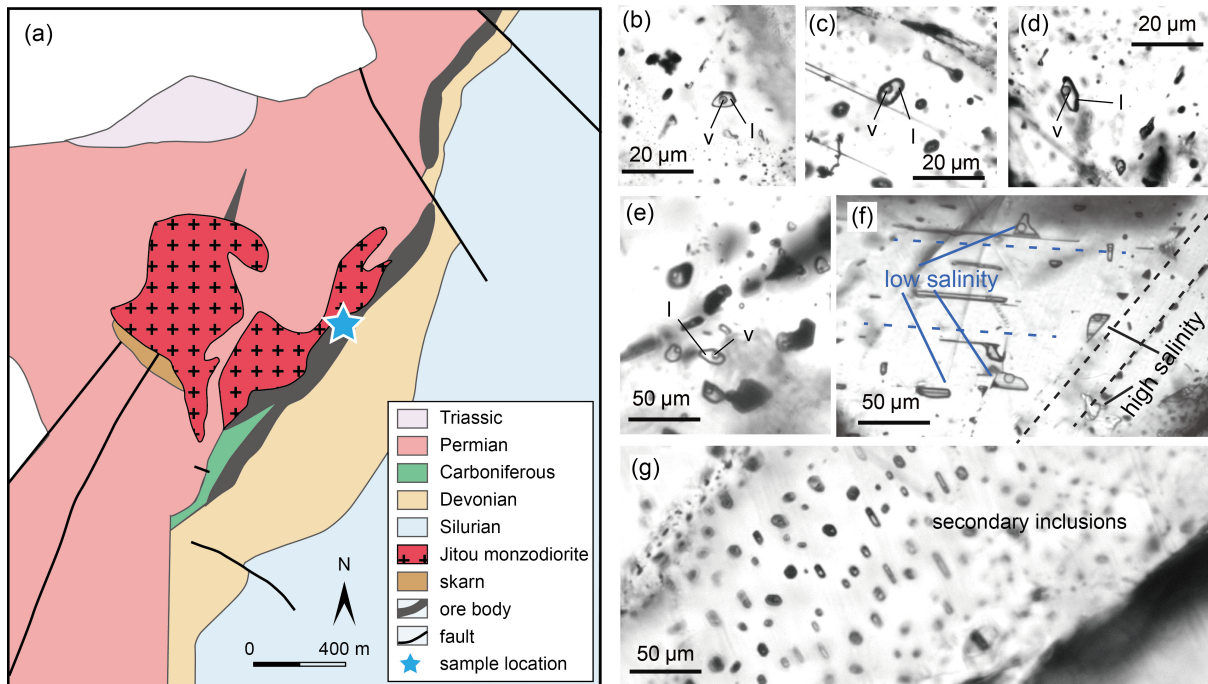 (a)
Triassic
Permian
Carboniferous
Devonian
Silurian
Jitou monzodiorite
skarn
ore body
fault
sample location
N
0 400 m
(b)
v l
20 µm
(c)
v l
20 µm
(d)
20 µm
l
v
(e)
l v
50 µm
(f)
low salinity
high salinity
50 µm
(g)
secondary inclusions
50 µm